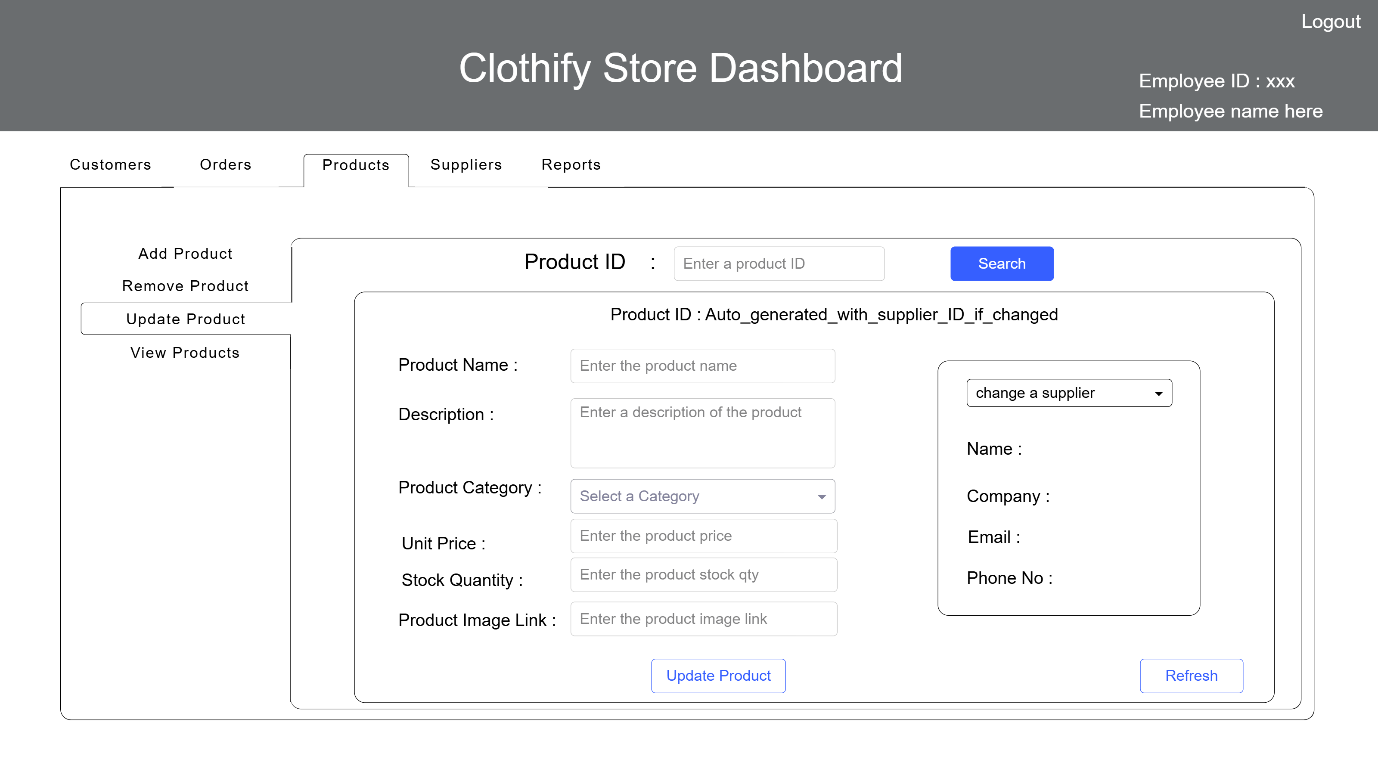 Logout
Clothify Store Dashboard
Employee ID : xxx
Employee name here
Customers Orders Products Suppliers Reports
Add Product
Remove Product
Update Product
View Products
Product ID : Enter a product ID Search
Product ID : Auto_generated_with_supplier_ID_if_changed
Product Name : Enter the product name
Description : Enter a description of the product
Product Category : Select a Category
Unit Price : Enter the product price
Stock Quantity : Enter the product stock qty
Product Image Link : Enter the product image link
change a supplier
Name :
Company :
Email :
Phone No :
Update Product Refresh